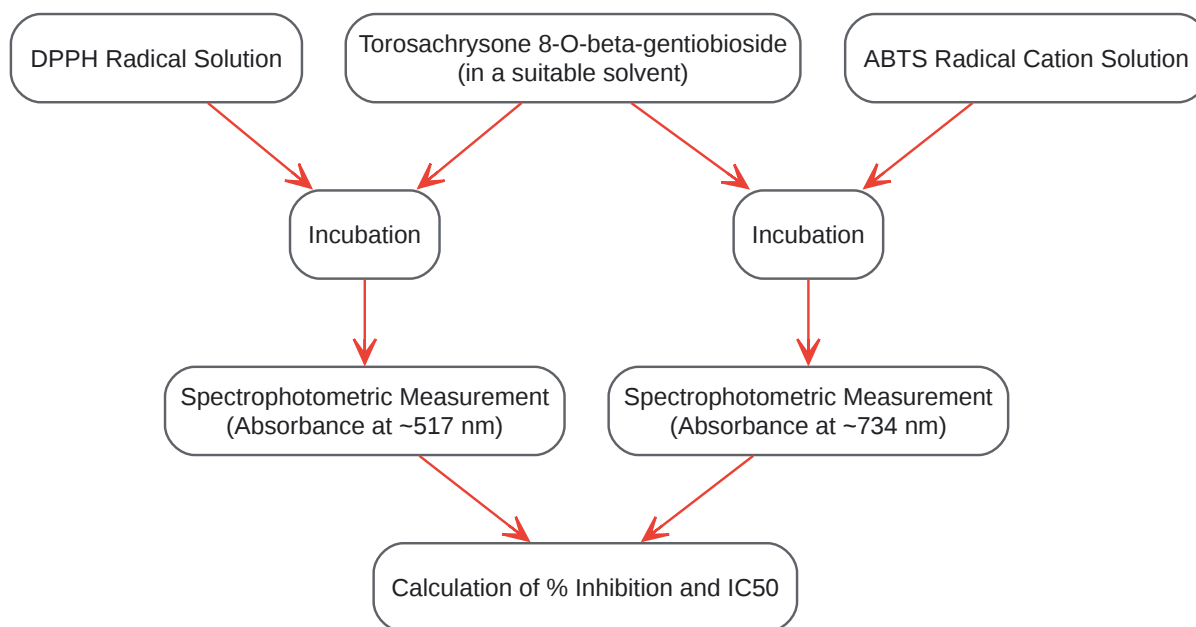 DPPH Radical Solution
Torosachrysone 8-O-beta-gentiobioside
(in a suitable solvent)
ABTS Radical Cation Solution
Incubation
Incubation
Spectrophotometric Measurement
(Absorbance at ~517 nm)
Spectrophotometric Measurement
(Absorbance at ~734 nm)
Calculation of % Inhibition and IC50